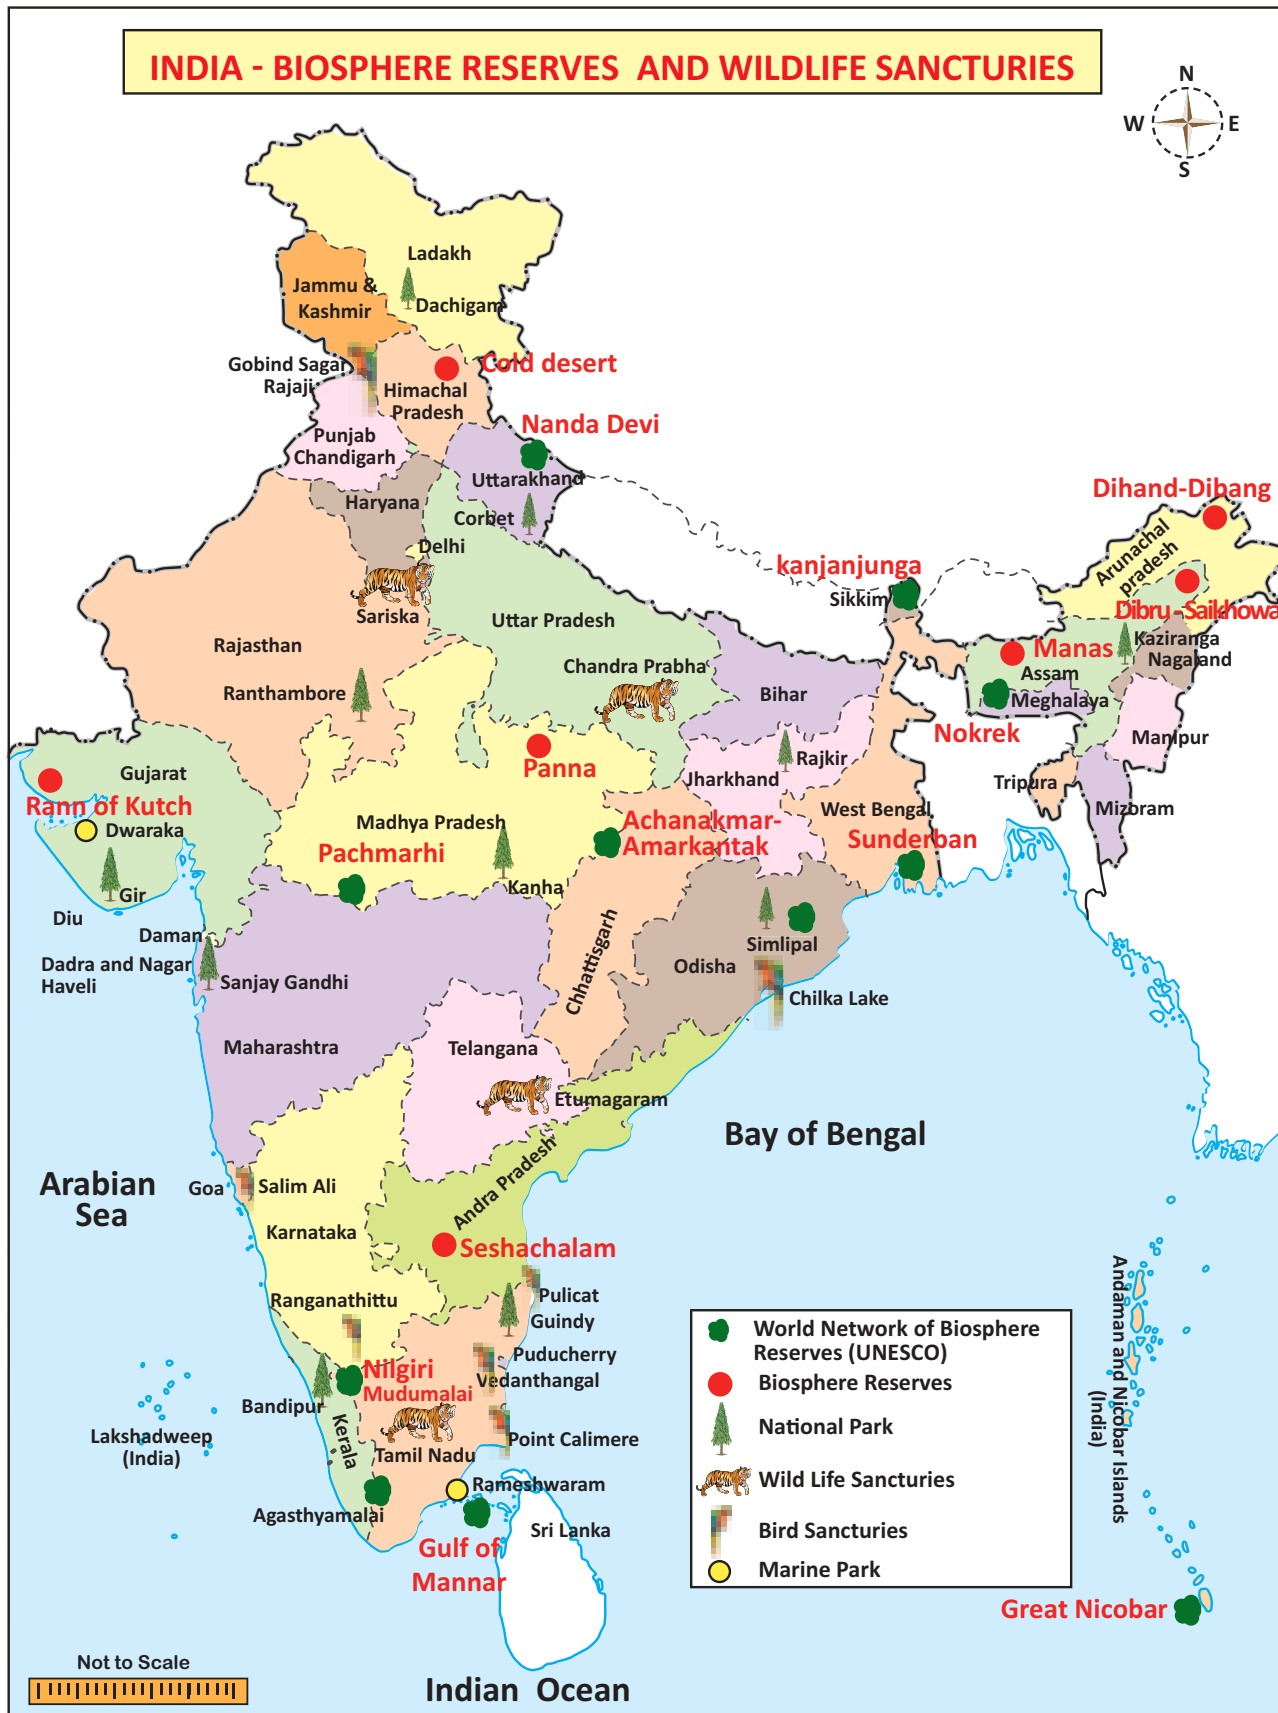 INDIA - BIOSPHERE RESERVES AND WILDLIFE SANCTURIES
N
W
E
S
Ladakh
Jammu &
Kashmir
Dachigam
Gobind Sagar
Rajaji
Cold desert
Himachal
Pradesh
Nanda Devi
Punjab
Chandigarh
Uttarakhand
Haryana
Corbet
Dihand-Dibang
Delhi
Arunachal
pradesh
kanjanjunga
Sikkim
Sariska
Uttar Pradesh
Dibru - Saikhowa
Rajasthan
Kaziranga
Manas
Nagaland
Chandra Prabha
Assam
Ranthambore
Bihar
Meghalaya
Nokrek
Manipur
Panna
Rajkir
Gujarat
Jharkhand
Tripura
Rann of Kutch
West Bengal
Mizoram
Dwaraka
Madhya Pradesh
Achanakmar-
Amarkantak
Sunderban
Pachmarhi
Kanha
Gir
Diu
Daman
Simlipal
Dadra and Nagar
Haveli
Sanjay Gandhi
Odisha
Chhattisgarh
Chilka Lake
Maharashtra
Telangana
Etumagaram
Bay of Bengal
Andra Pradesh
Arabian
Sea
Goa
Salim Ali
Karnataka
Seshachalam
Pulicat
Ranganathittu
Guindy
Andaman and Nicobar Islands
(India)
Puducherry
Nilgiri
Vedanthangal
Mudumalai
Bandipur
Kerala
Lakshadweep
(India)
Point Calimere
Tamil Nadu
Rameshwaram
Agasthyamalai
Sri Lanka
Gulf of
Mannar
World Network of Biosphere
Reserves (UNESCO)
Biosphere Reserves
National Park
Wild Life Sancturies
Bird Sancturies
Marine Park
Great Nicobar
Not to Scale
Indian Ocean